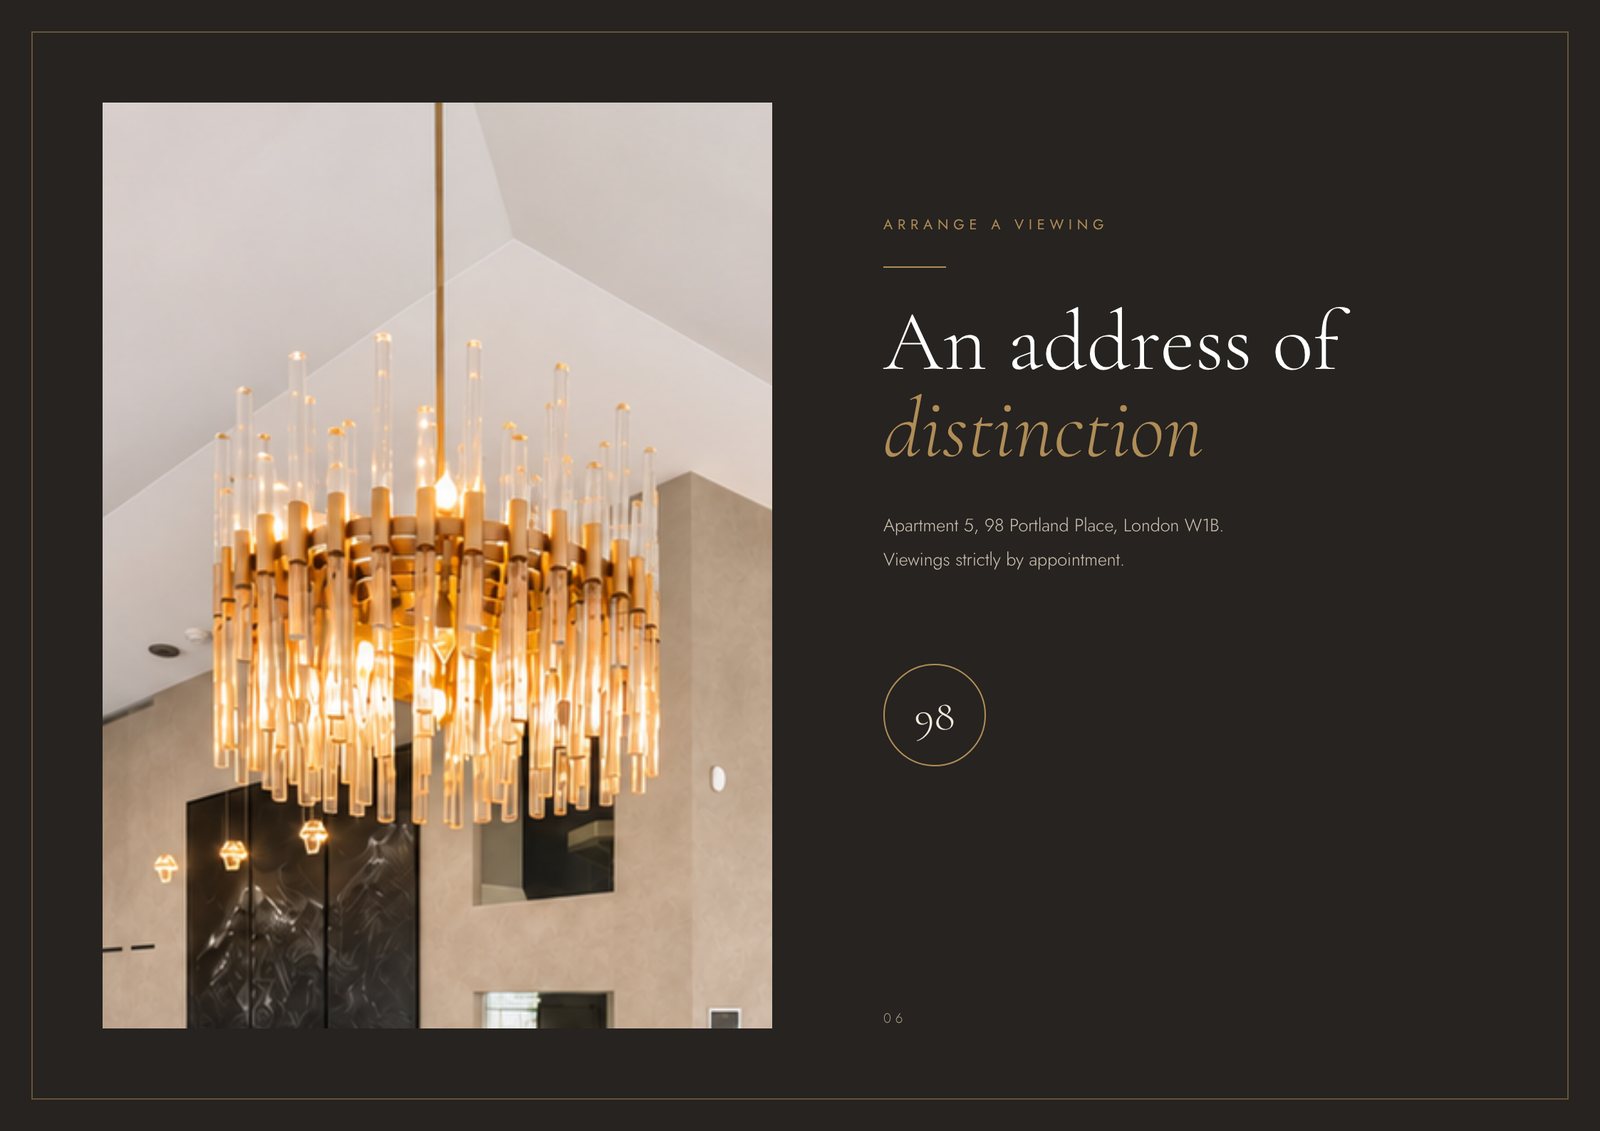 ARRANGE A VIEWING
An address of
distinction
Apartment 5, 98 Portland Place, London W1B.
Viewings strictly by appointment.
98
06